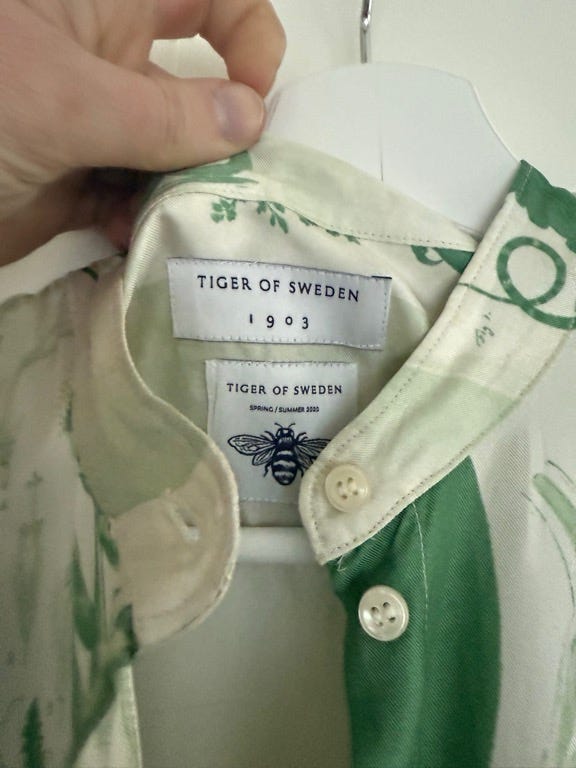 TIGER OF SWEDEN
1903
TIGER OF SWEDEN
SPRING / SUMMER 2020